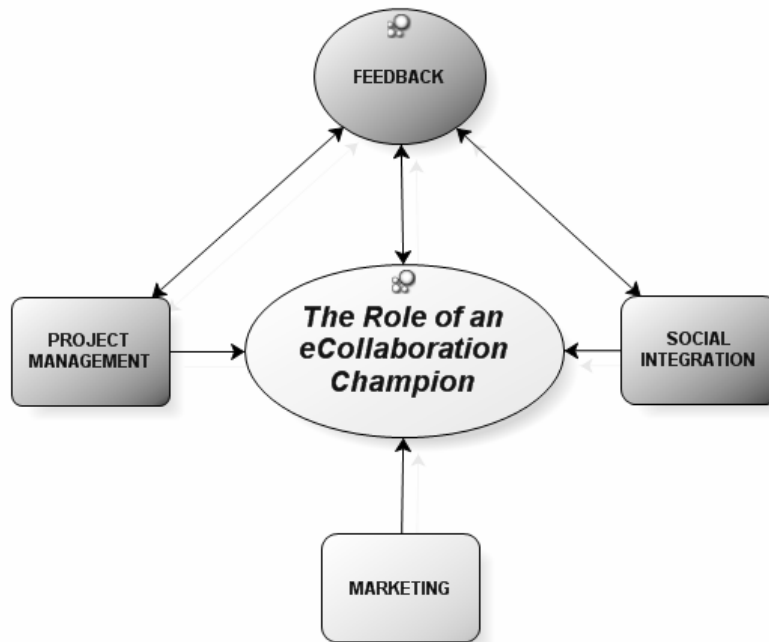 FEEDBACK
The Role of an
eCollaboration
Champion
PROJECT
MANAGEMENT
SOCIAL
INTEGRATION
MARKETING